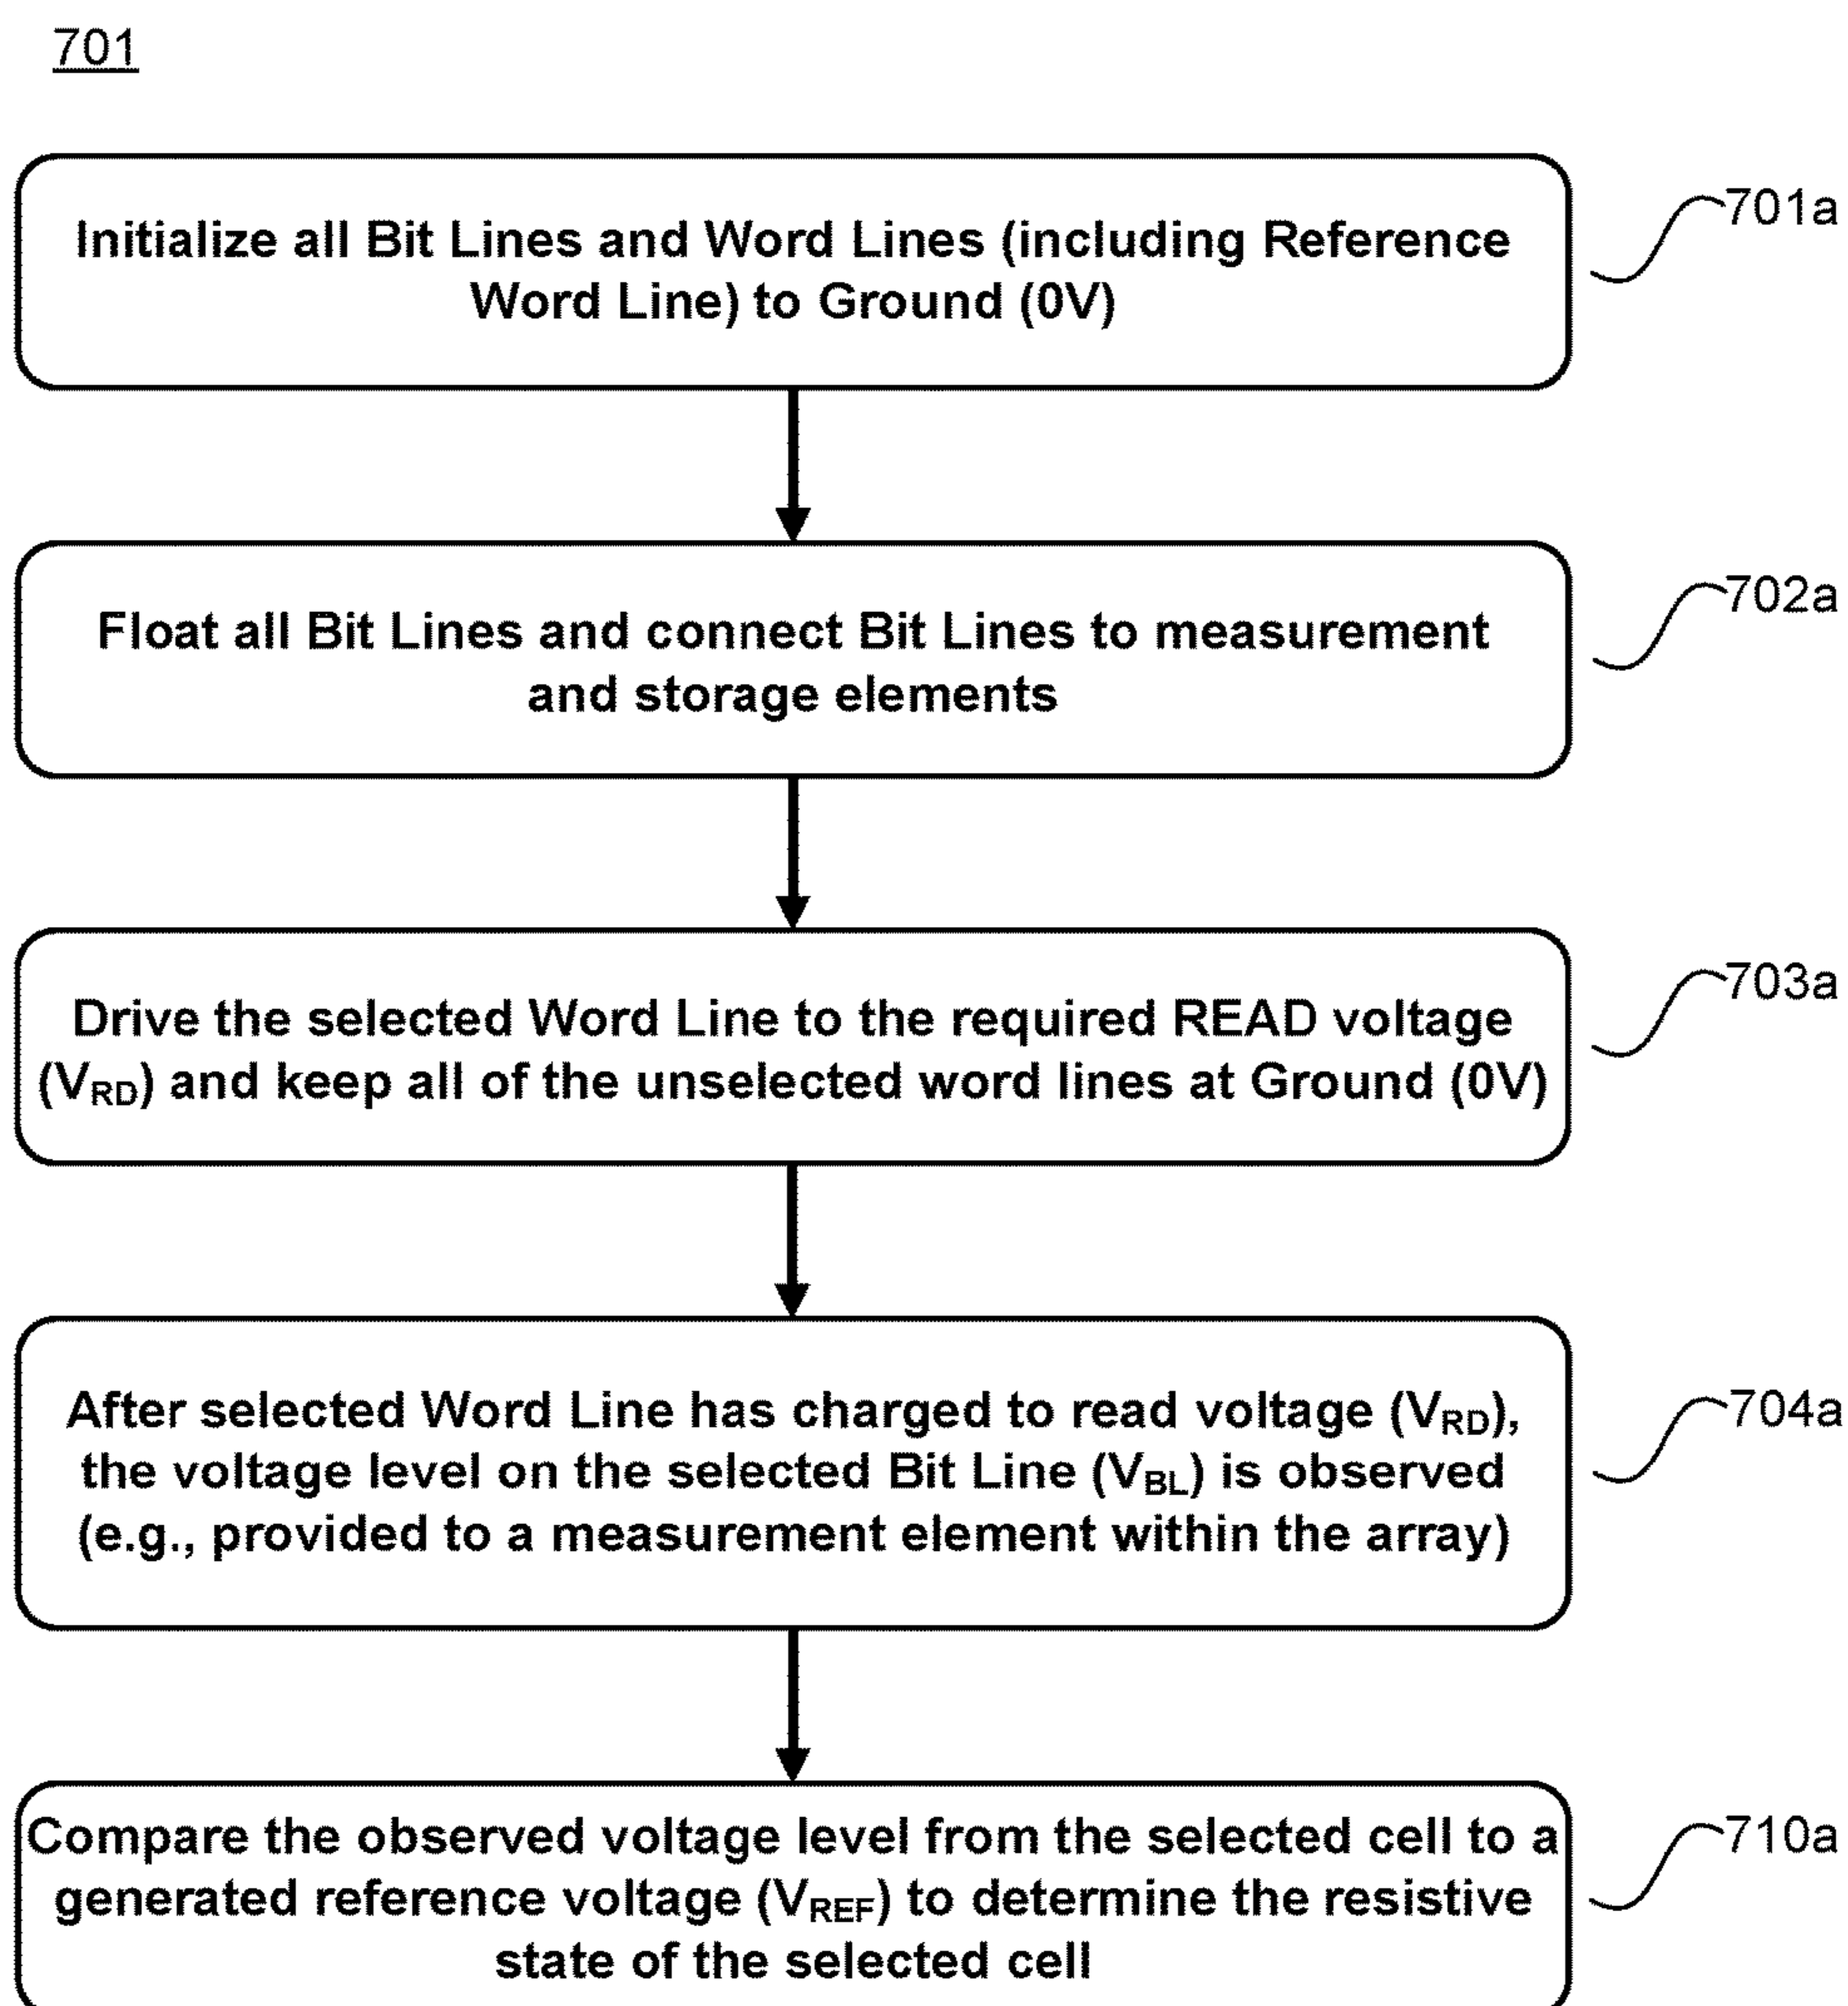 701
Initialize all Bit Lines and Word Lines (including Reference
Word Line) to Ground (0V)
701a
Float all Bit Lines and connect Bit Lines to measurement
and storage elements
702a
Drive the selected Word Line to the required READ voltage
(VRD) and keep all of the unselected word lines at Ground (0V)
703a
After selected Word Line has charged to read voltage (VRD),
the voltage level on the selected Bit Line (VBL) is observed
(e.g., provided to a measurement element within the array)
704a
Compare the observed voltage level from the selected cell to a
generated reference voltage (VREF) to determine the resistive
state of the selected cell
710a